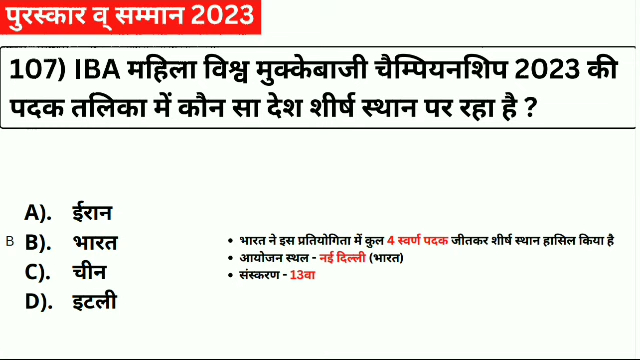 पुरस्कार व् सम्मान 2023
107) IBA महिला विश्व मुक्केबाजी चैम्पियनशिप 2023 की
पदक तलिका में कौन सा देश शीर्ष स्थान पर रहा है ?
A). ईरान
B B). भारत
C). चीन
D). इटली
• भारत ने इस प्रतियोगिता में कुल 4 स्वर्ण पदक जीतकर शीर्ष स्थान हासिल किया है
• आयोजन स्थल - नई दिल्ली (भारत)
• संस्करण - 13वा